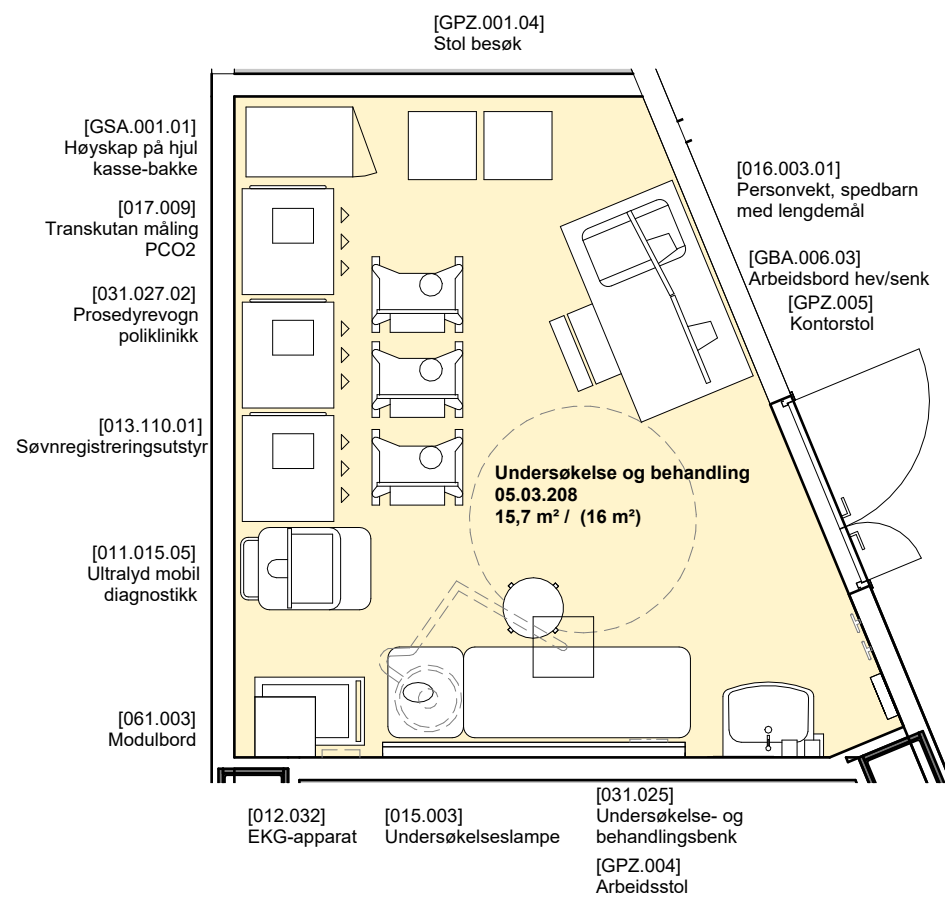 [GPZ.001.04]
Stol besøk
[GSA.001.01]
Høyskap på hjul
kasse-bakke
[017.009]
Transkutan måling
PCO2
[031.027.02]
Prosedyrevogn
poliklinikk
[013.110.01]
Søvnregistreringsutstyr
[011.015.05]
Ultralyd mobil
diagnostikk
[061.003]
Modulbord
[016.003.01]
Personvekt, spedbarn
med lengdemål
[GBA.006.03]
Arbeidsbord hev/senk
[GPZ.005]
Kontorstol
Undersøkelse og behandling
05.03.208
15,7 m² / (16 m²)
[012.032]
EKG-apparat
[015.003]
Undersøkelseslampe
[031.025]
Undersøkelse- og
behandlingsbenk
[GPZ.004]
Arbeidsstol